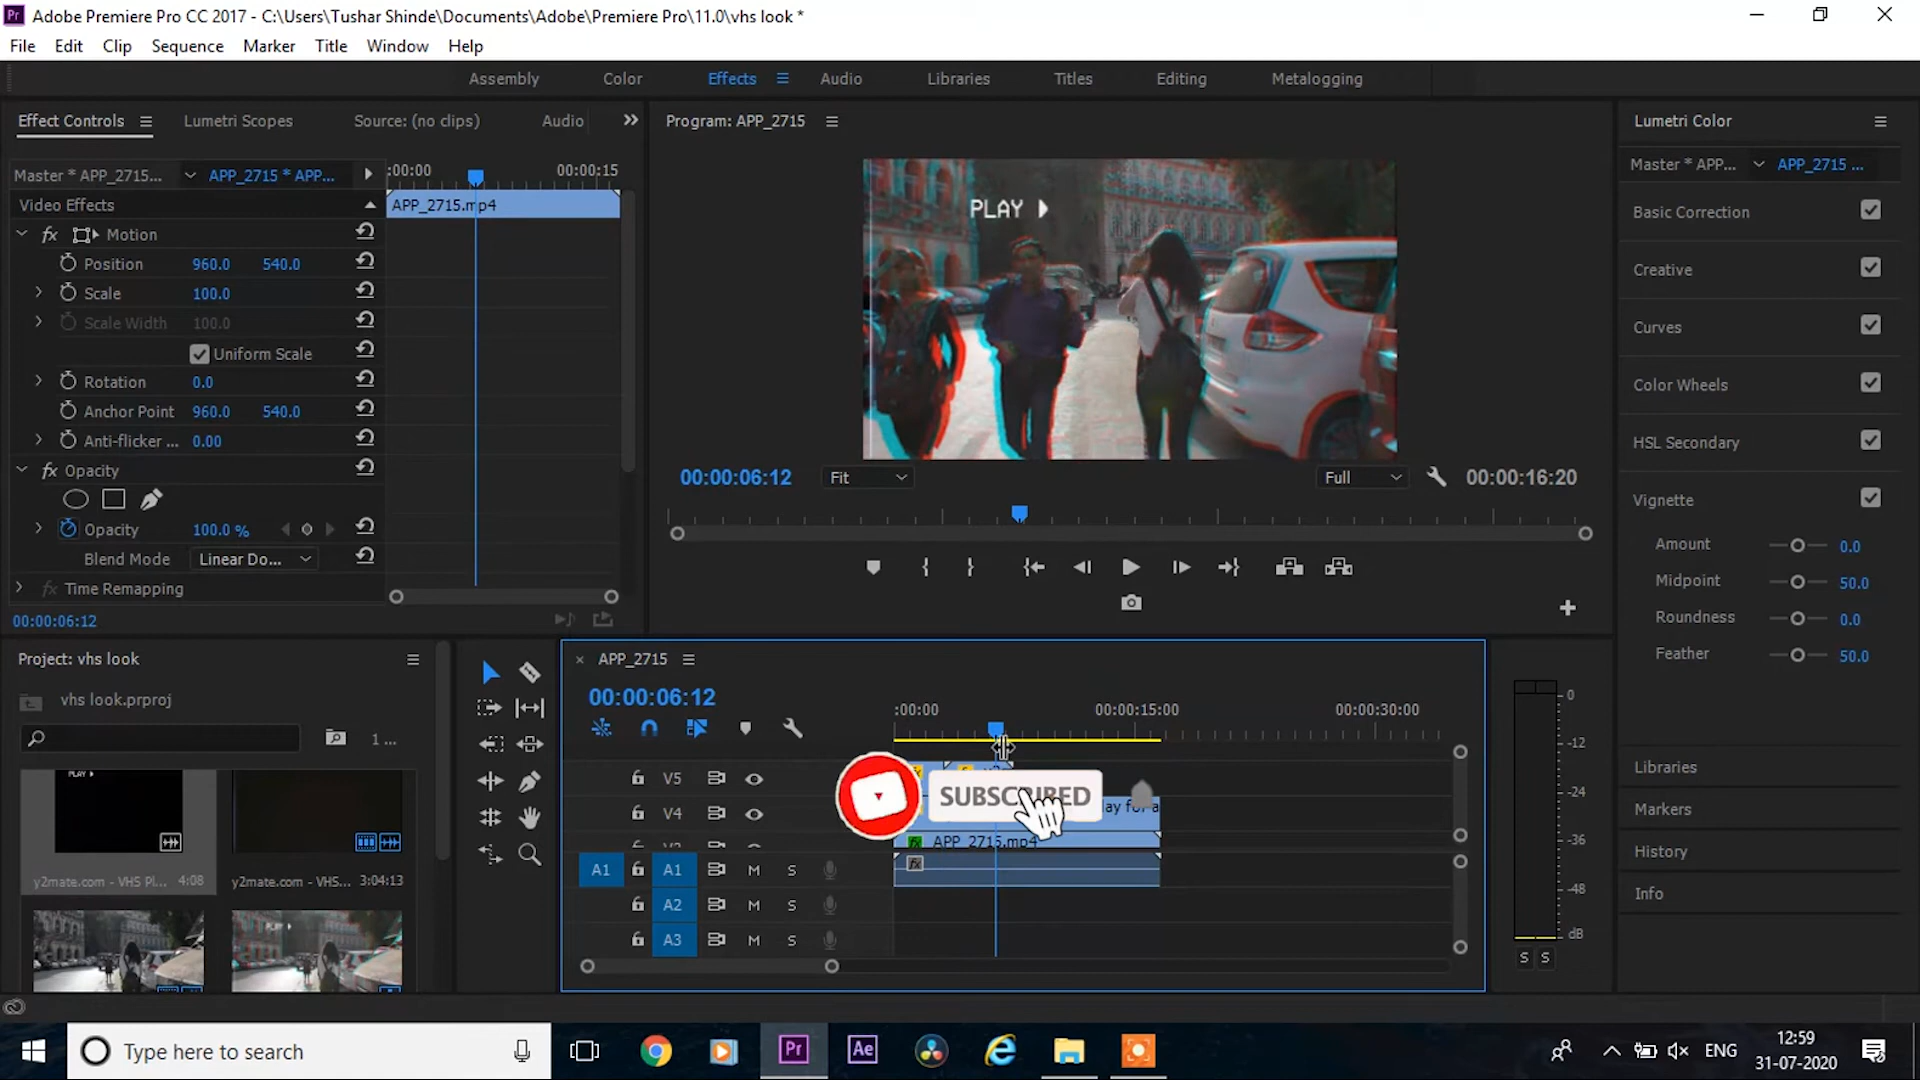 Adobe Premiere Pro CC 2017 - C:\Users\Tushar Shinde\Documents\Adobe\Premiere Pro\11.0\vhs look *
File Edit Clip Sequence Marker Title Window Help
Assembly Color Effects Audio Libraries Titles Editing Metalogging
Effect Controls Lumetri Scopes Source: (no clips) Audio
Master * APP_2715... APP_2715 * APP... :00:00 00:00:15
Video Effects APP_2715.mp4
fx Motion
Position 960.0 540.0
Scale 100.0
Scale Width 100.0
Uniform Scale
Rotation 0.0
Anchor Point 960.0 540.0
Anti-flicker ... 0.00
fx Opacity
Opacity 100.0 %
Blend Mode Linear Do...
fx Time Remapping
00:00:06:12
Program: APP_2715
PLAY
00:00:06:12 Fit Full 00:00:16:20
Lumetri Color
Master * APP... APP_2715 ...
Basic Correction
Creative
Curves
Color Wheels
HSL Secondary
Vignette
Amount 0.0
Midpoint 50.0
Roundness 0.0
Feather 50.0
Libraries
Markers
History
Info
Project: vhs look
vhs look.prproj
1 ...
PLAY
y2mate.com - VHS Pl... 4:08
y2mate.com - VHS... 3:04:13
APP_2715
00:00:06:12
:00:00 00:00:15:00 00:00:30:00
V5
V4
SUBSCRIBED
lay for a
APP_2715.mp4
fx
A1 A1 M S
A2 M S
A3 M S
0
-12
-24
-36
-48
dB
S S
Type here to search
Pr
Ae
ENG
12:59
31-07-2020